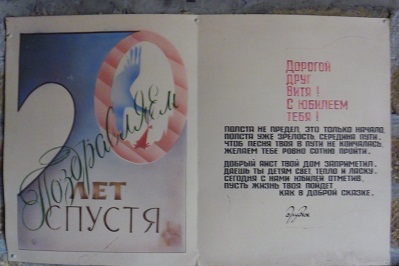 20
Поздравляем
ЛЕТ
СПУСТЯ
ДОРОГОЙ
ДРУГ
ВИТЯ !
С ЮБИЛЕЕМ
ТЕБЯ !
ПОЛСТА НЕ ПРЕДЕЛ, ЭТО ТОЛЬКО НАЧАЛО,
ПОЛСТА УЖЕ ЗРЕЛОСТЬ, СЕРЕДИНА ПУТИ..
ЧТОБ ПЕСНЯ ТВОЯ В ПУТИ НЕ КОНЧАЛАСЬ,
ЖЕЛАЕМ ТЕБЕ РОВНО СОТНЮ ПРОЙТИ.
ДОБРЫЙ АИСТ ТВОЙ ДОМ ЗАПРИМЕТИЛ..
ДАЕШЬ ТЫ ДЕТЯМ СВЕТ, ТЕПЛО И ЛАСКУ..
СЕГОДНЯ С НАМИ ЮБИЛЕЙ ОТМЕТИВ,
ПУСТЬ ЖИЗНЬ ТВОЯ ПОЙДЕТ
КАК В ДОБРОЙ СКАЗКЕ..
друзья